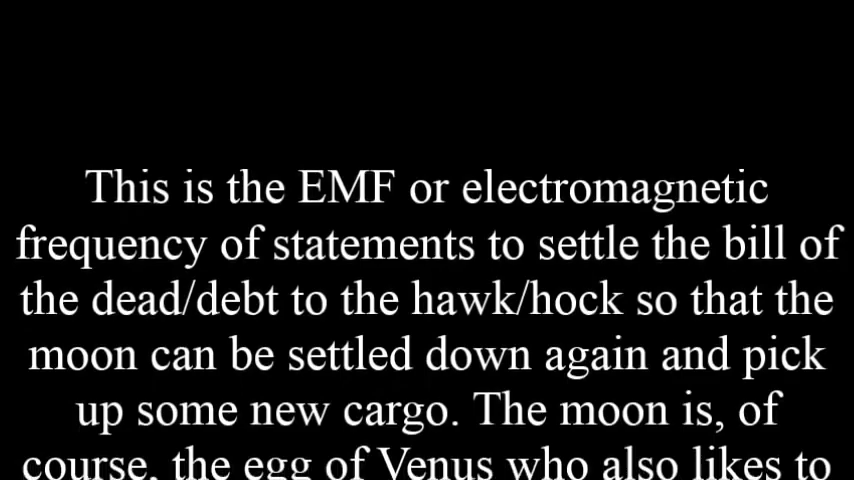 This is the EMF or electromagnetic
frequency of statements to settle the bill of
the dead/debt to the hawk/hock so that the
moon can be settled down again and pick
up some new cargo. The moon is, of
course, the egg of Venus who also likes to